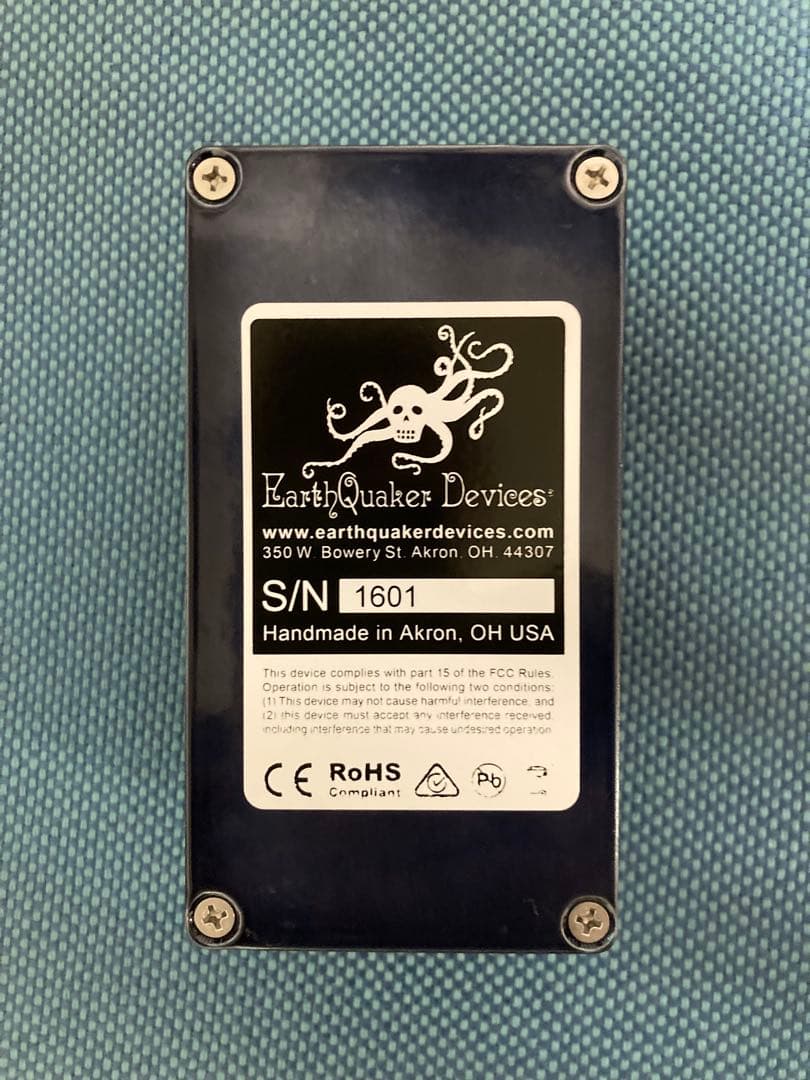 EarthQuaker Devices
www.earthquakerdevices.com
350 W. Bowery St. Akron, OH. 44307
S/N 1601
Handmade in Akron, OH USA
This device complies with part 15 of the FCC Rules.
Operation is subject to the following two conditions:
(1) This device may not cause harmful interference, and
(2) this device must accept any interference received,
including interference that may cause undesired operation.
CE RoHS Pb
Compliant